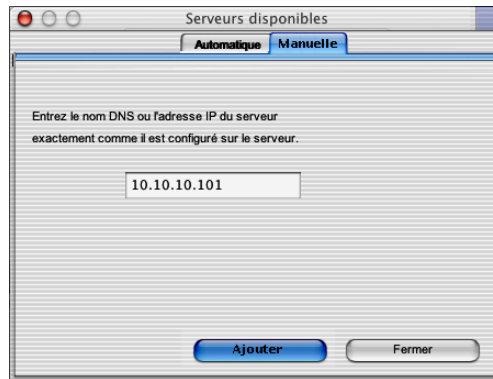 Serveurs disponibles
Automatique Manuelle
Entrez le nom DNS ou l'adresse IP du serveur
exactement comme il est configuré sur le serveur.
10.10.10.101
Ajouter Fermer